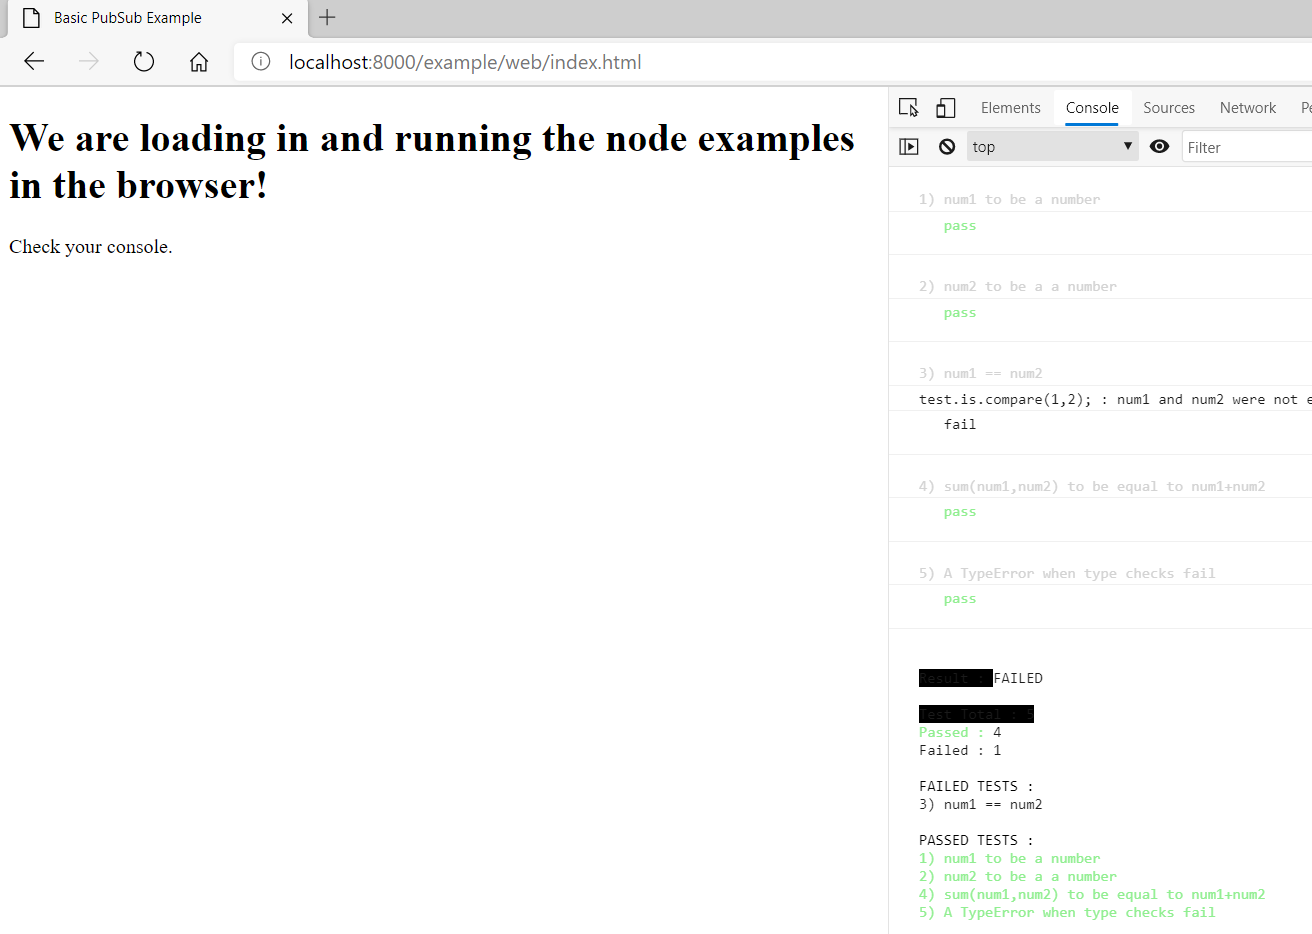 Basic PubSub Example
localhost:8000/example/web/index.html
We are loading in and running the node examples
in the browser!
Check your console.
Elements Console Sources Network
top Filter
1) num1 to be a number
pass
2) num2 to be a a number
pass
3) num1 == num2
test.is.compare(1,2); : num1 and num2 were not
fail
4) sum(num1,num2) to be equal to num1+num2
pass
5) A TypeError when type checks fail
pass
Result : FAILED
Test Total : 5
Passed : 4
Failed : 1
FAILED TESTS :
3) num1 == num2
PASSED TESTS :
1) num1 to be a number
2) num2 to be a a number
4) sum(num1,num2) to be equal to num1+num2
5) A TypeError when type checks fail